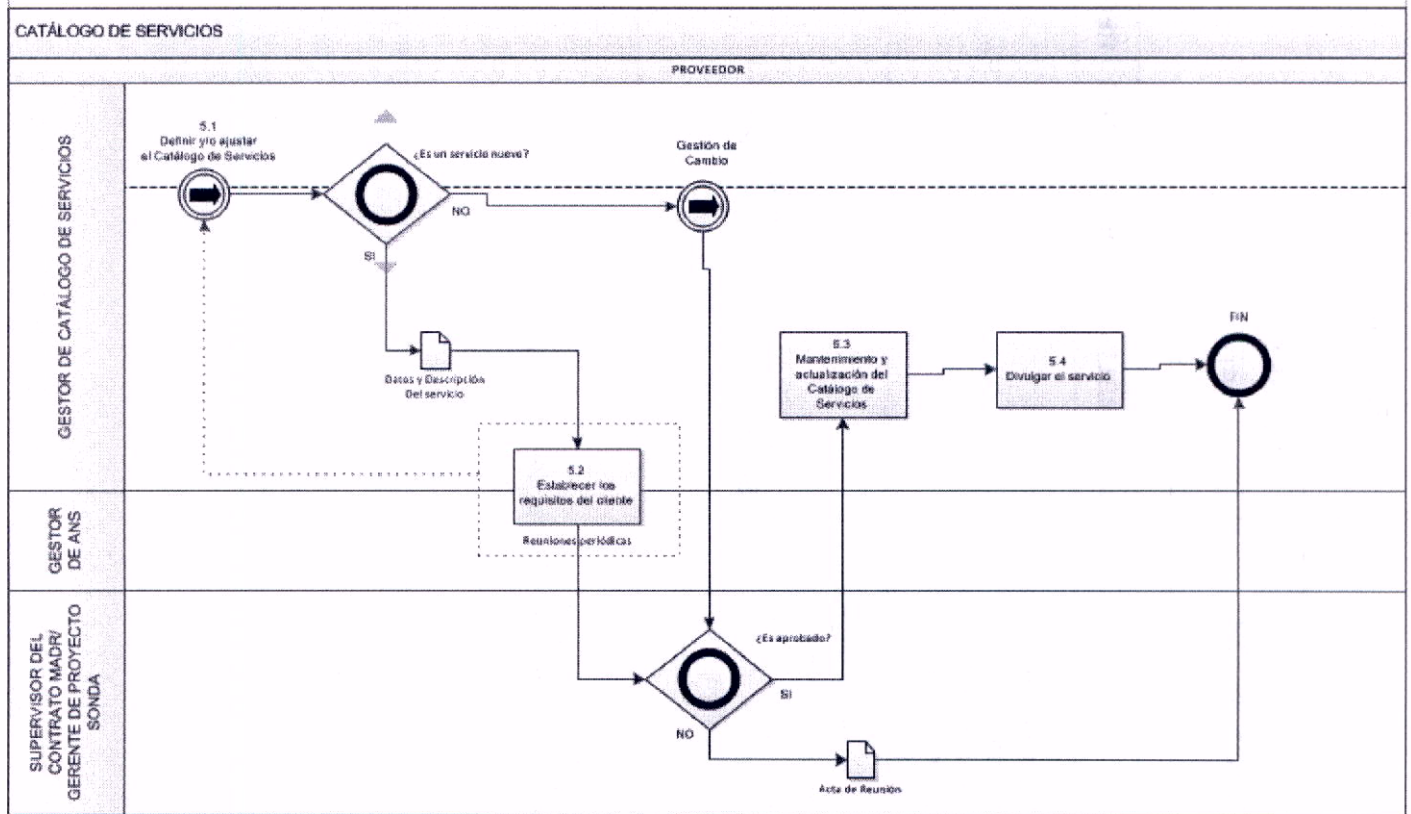 CATÁLOGO DE SERVICIOS
PROVEEDOR
GESTOR DE CATÁLOGO DE SERVICIOS
5.1
Definir y/o ajustar
el Catálogo de Servicios
¿Es un servicio nuevo?
NO
SI
Gestión de
Cambio
Datos y Descripción
Del servicio
5.2
Establecer los
requisitos del cliente
Reuniones periódicas
5.3
Mantenimiento y
actualización del
Catálogo de
Servicios
5.4
Divulgar el servicio
FIN
GESTOR
DE ANS
SUPERVISOR DEL
CONTRATO MADR/
GERENTE DE PROYECTO
SONDA
¿Es aprobado?
SI
NO
Acta de Reunión